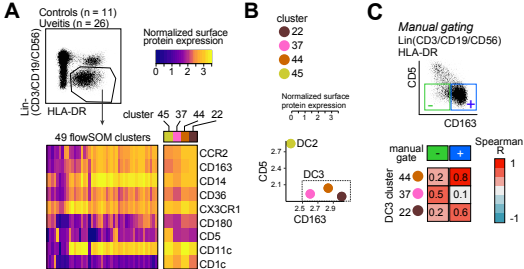 A
Controls (n = 11)
Uveitis (n = 26)
Lin-
(CD3/CD19/CD56)
HLA-DR
Normalized surface
protein expression
0 1 2 3
cluster
45 37 44 22
49 flowSOM clusters
CCR2
CD163
CD14
CD36
CX3CR1
CD180
CD5
CD11c
CD1c
B
cluster
22
37
44
45
Normalized surface
protein expression
0 1 2 3
CD5
2.7
2.4
2.1
DC2
DC3
2.5 2.7 2.9
CD163
C
Manual gating
Lin(CD3/CD19/CD56)
HLA-DR
CD5
- +
CD163
manual
gate
- +
Spearman
R
DC3 cluster
44 0.2 0.8
37 0.5 0.1
22 0.2 0.6
1
0
-1